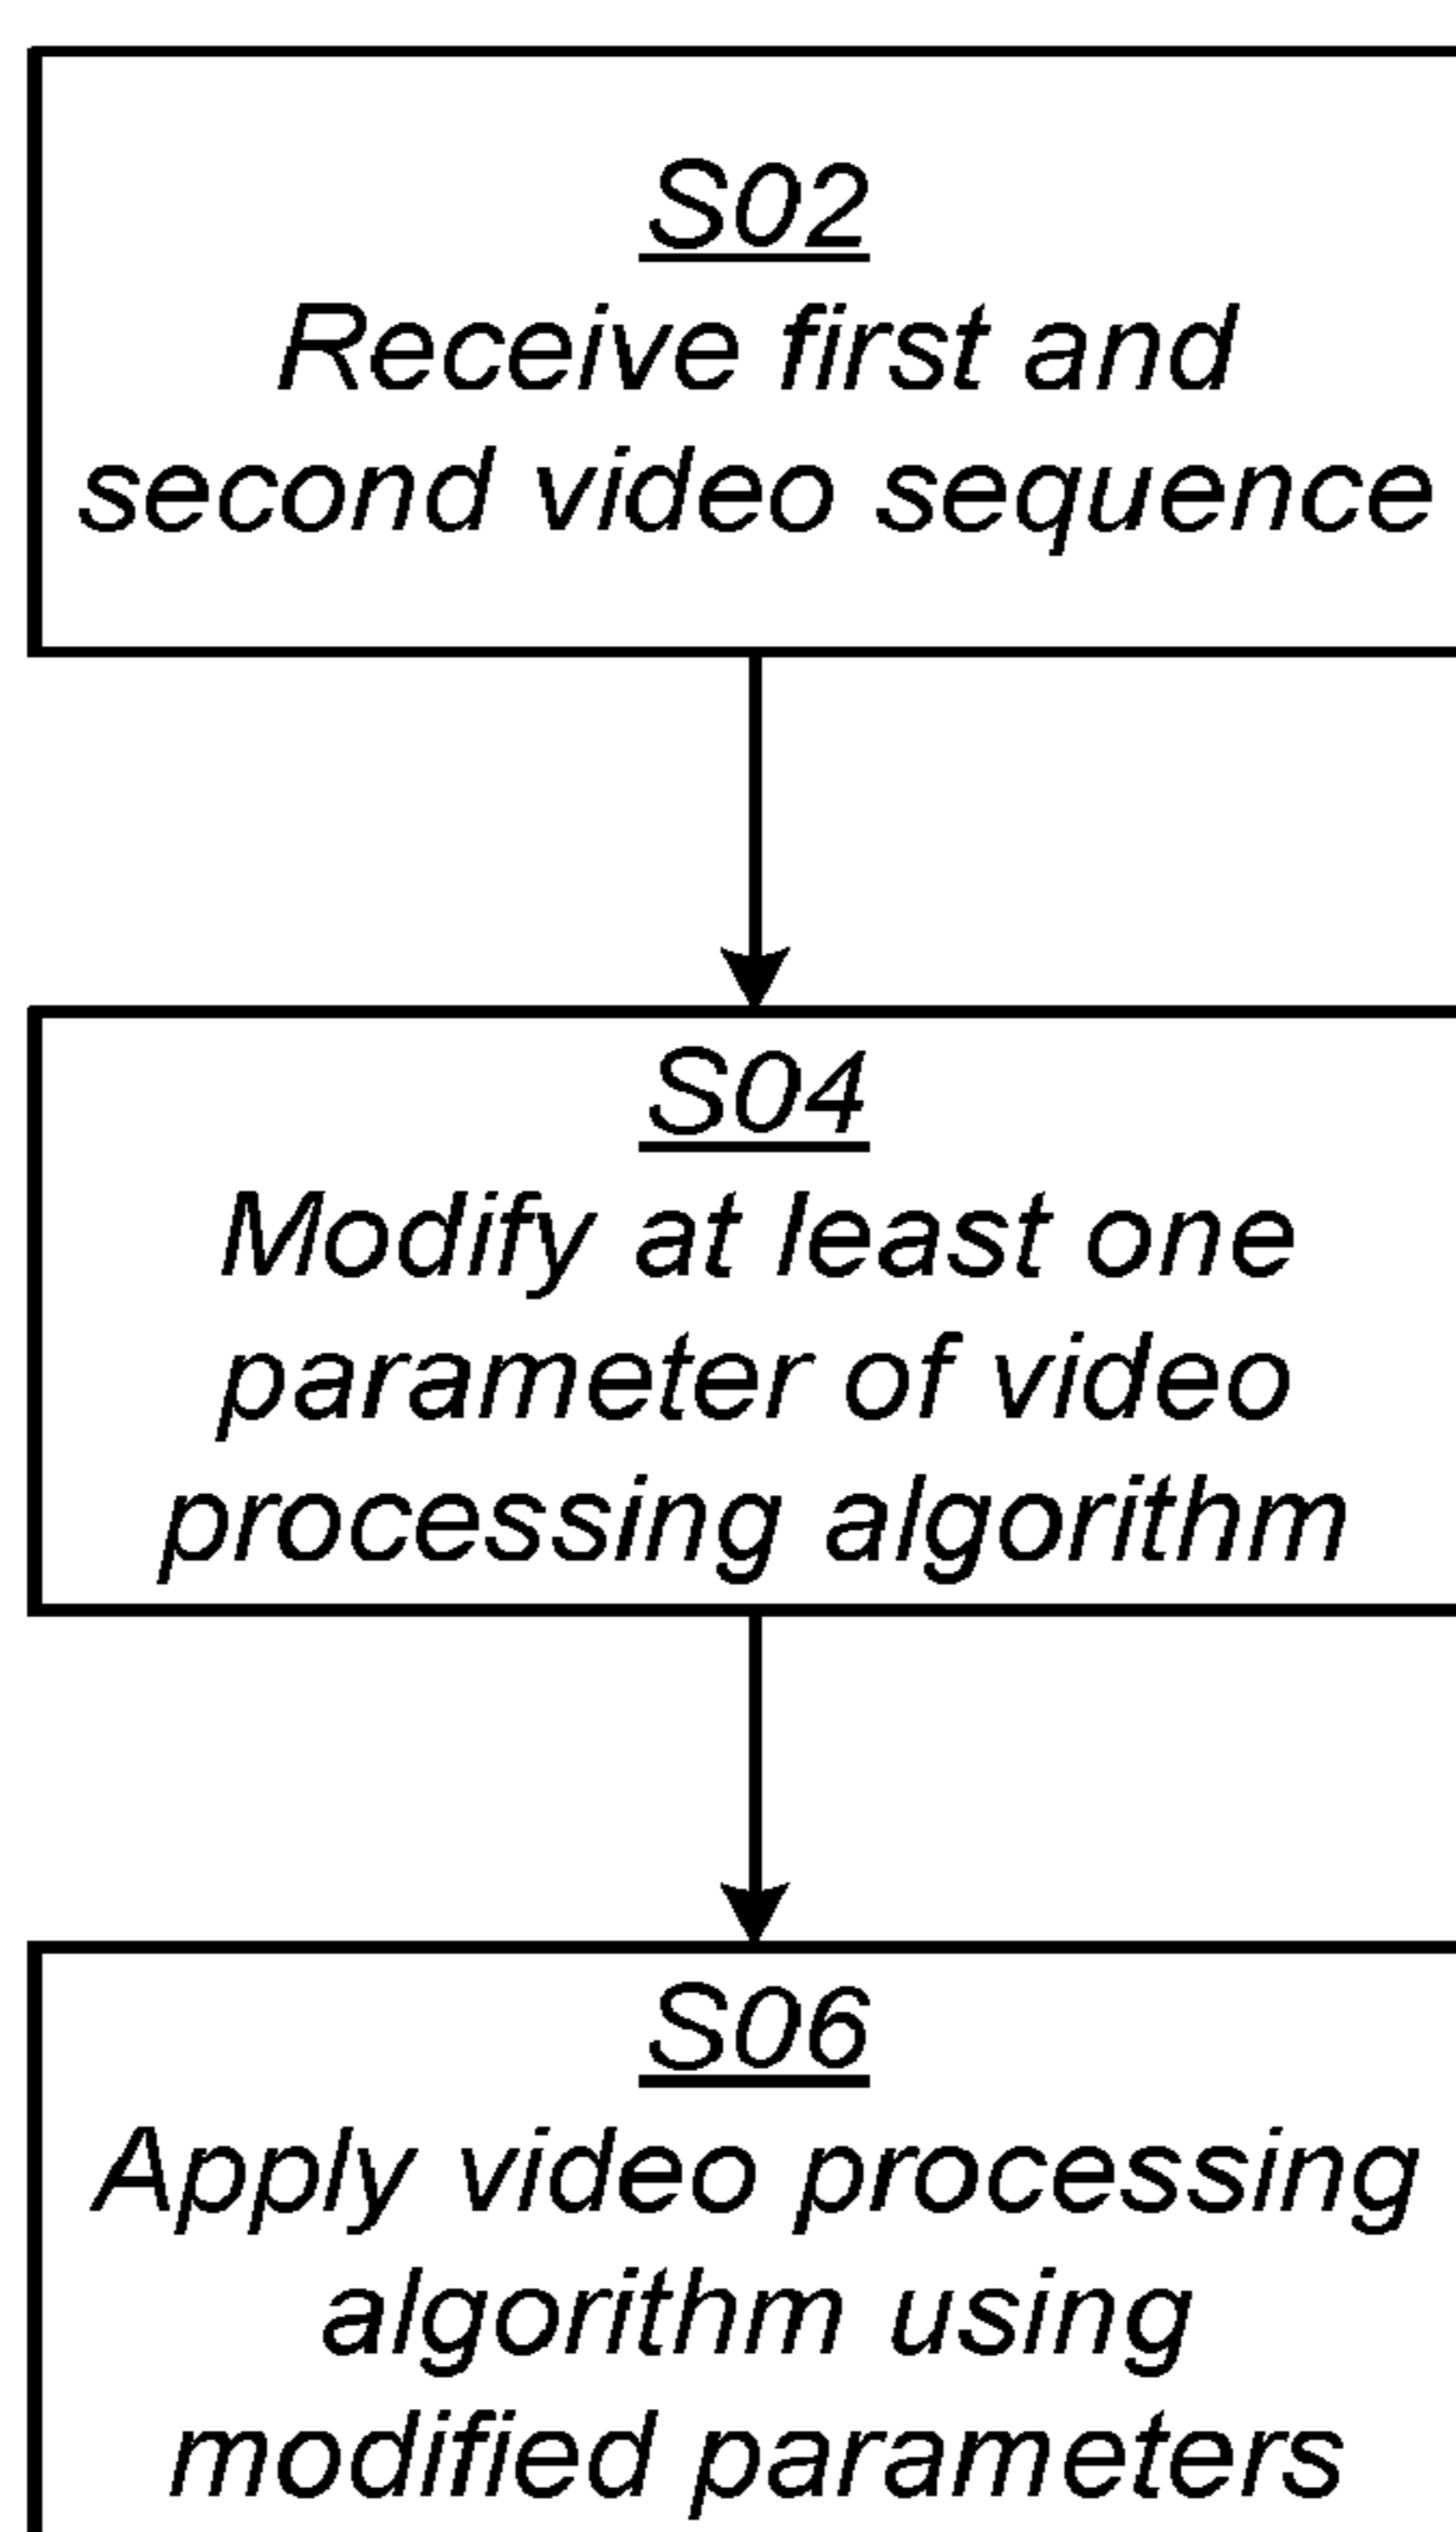 S02
Receive first and
second video sequence
S04
Modify at least one
parameter of video
processing algorithm
S06
Apply video processing
algorithm using
modified parameters